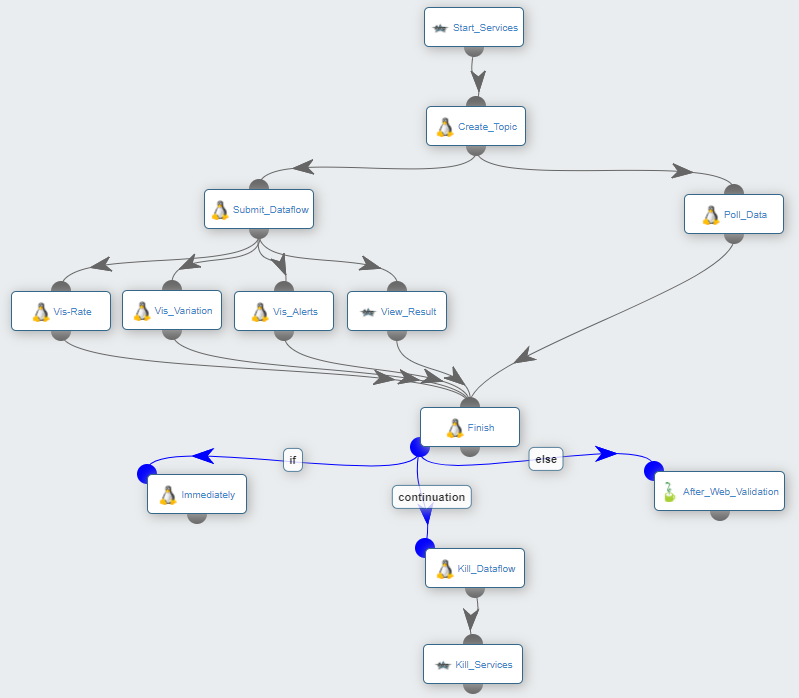 Start_Services
Create_Topic
Submit_Dataflow
Poll_Data
Vis-Rate
Vis_Variation
Vis_Alerts
View_Result
Finish
if
else
Immediately
continuation
After_Web_Validation
Kill_Dataflow
Kill_Services